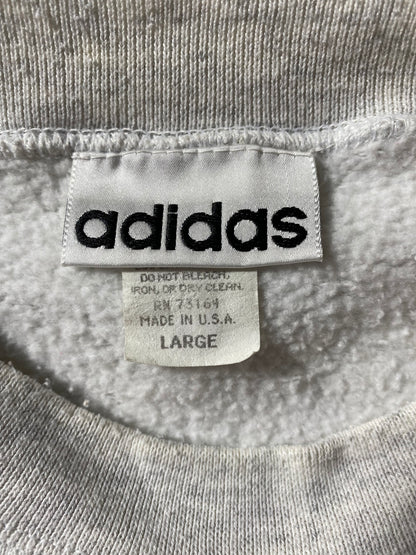 adidas
DO NOT BLEACH,
IRON, OR DRY CLEAN.
RN 73164
MADE IN U.S.A.
LARGE